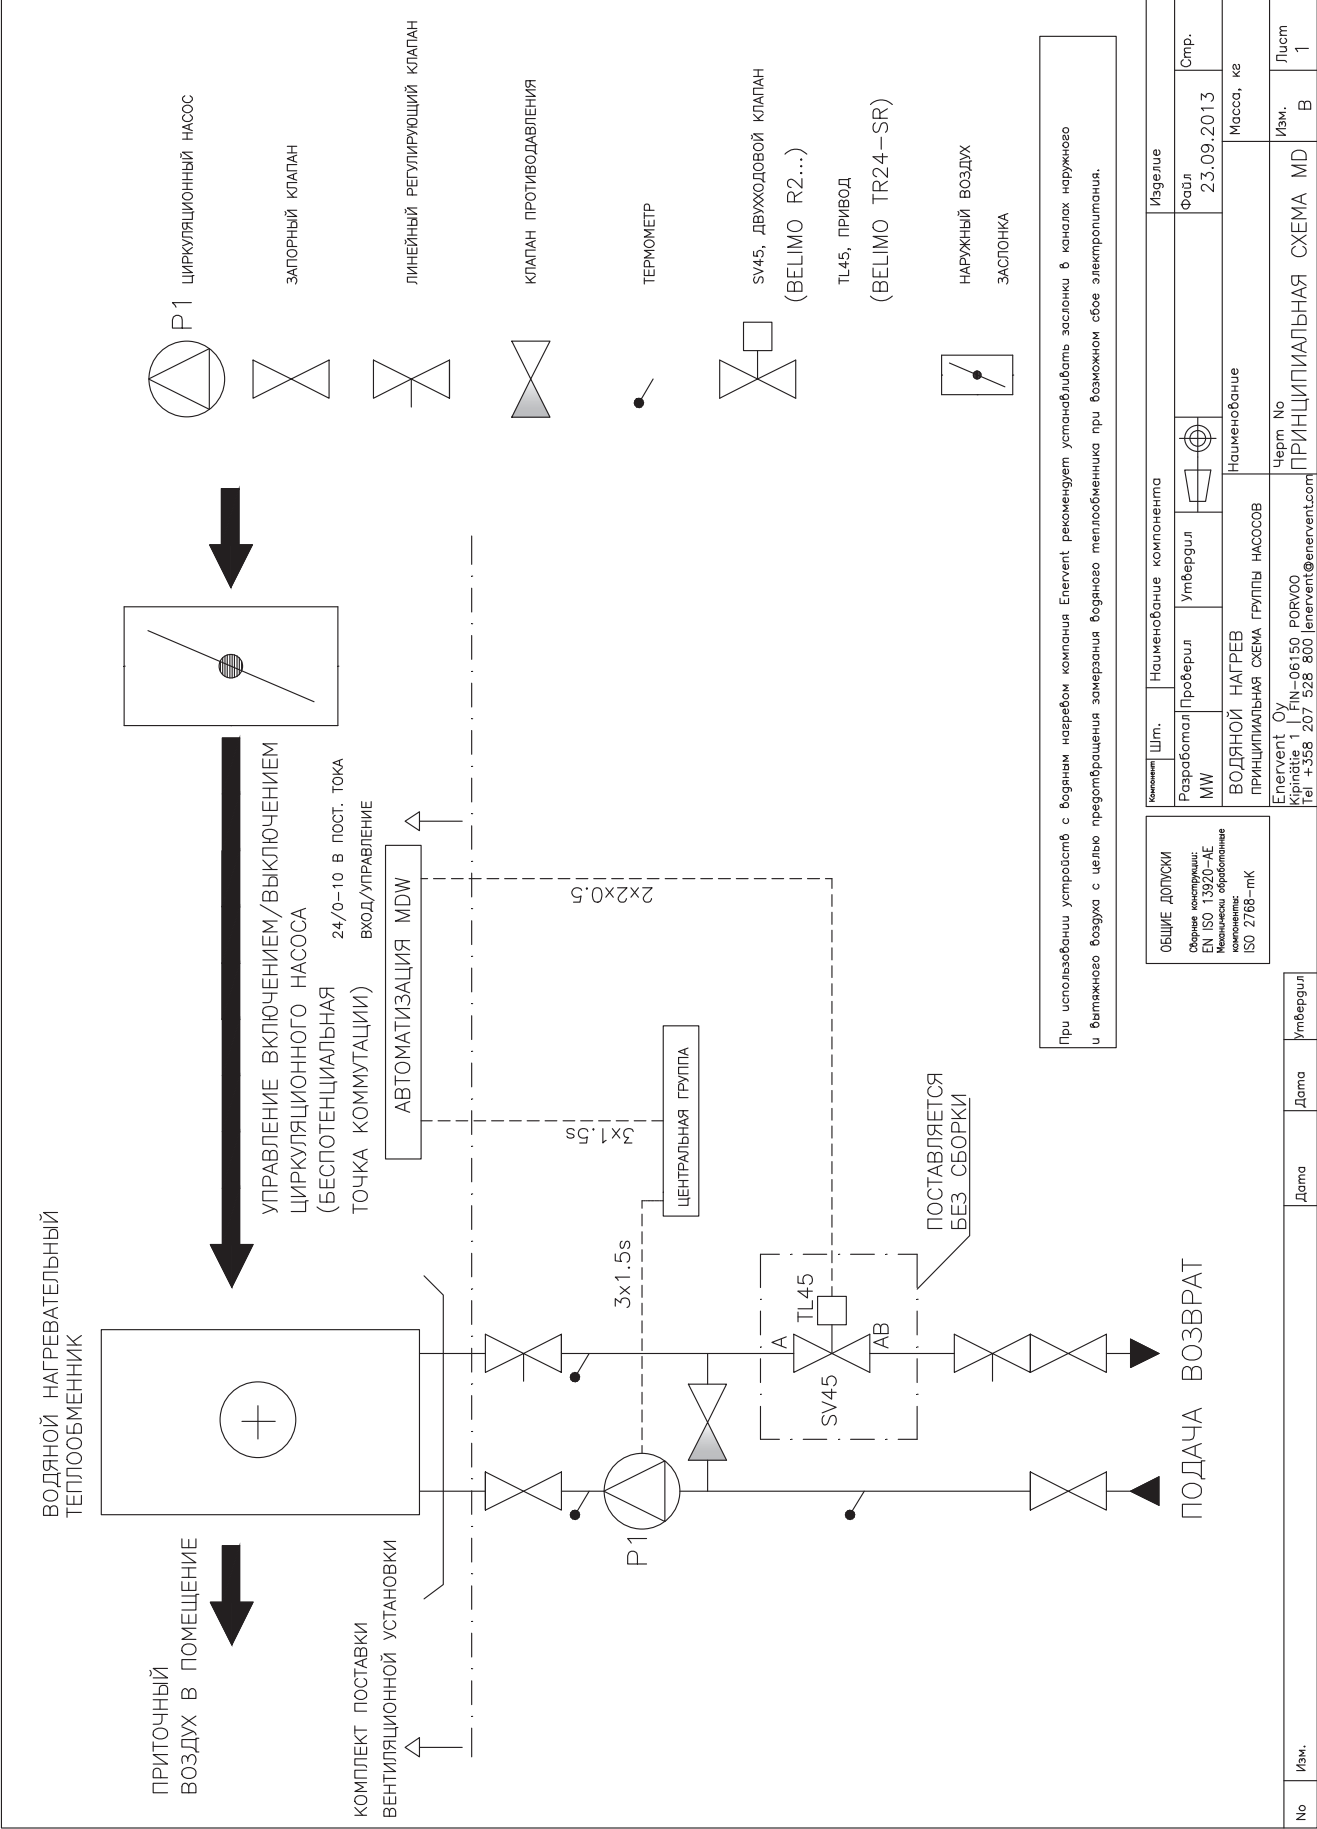 ВОДЯНОЙ НАГРЕВАТЕЛЬНЫЙ
ТЕПЛООБМЕННИК
ПРИТОЧНЫЙ
ВОЗДУХ В ПОМЕЩЕНИЕ
УПРАВЛЕНИЕ ВКЛЮЧЕНИЕМ/ВЫКЛЮЧЕНИЕМ
ЦИРКУЛЯЦИОННОГО НАСОСА
(БЕСПОТЕНЦИАЛЬНАЯ
ТОЧКА КОММУТАЦИИ)
24/0-10 В ПОСТ. ТОКА
ВХОД/УПРАВЛЕНИЕ
АВТОМАТИЗАЦИЯ MDW
КОМПЛЕКТ ПОСТАВКИ
ВЕНТИЛЯЦИОННОЙ УСТАНОВКИ
3x1.5s
2x2x0.5
ЦЕНТРАЛЬНАЯ ГРУППА
3x1.5s
P1
A
TL45
SV45
AB
ПОСТАВЛЯЕТСЯ
БЕЗ СБОРКИ
ПОДАЧА
ВОЗВРАТ
P1
ЦИРКУЛЯЦИОННЫЙ НАСОС
ЗАПОРНЫЙ КЛАПАН
ЛИНЕЙНЫЙ РЕГУЛИРУЮЩИЙ КЛАПАН
КЛАПАН ПРОТИВОДАВЛЕНИЯ
ТЕРМОМЕТР
SV45, ДВУХХОДОВОЙ КЛАПАН
(BELIMO R2...)
TL45, ПРИВОД
(BELIMO TR24-SR)
НАРУЖНЫЙ ВОЗДУХ
ЗАСЛОНКА
При использовании устройств с водяным нагревом компания Enervent рекомендует устанавливать заслонки в каналах наружного
и вытяжного воздуха с целью предотвращения замерзания водяного теплообменника при возможном сбое электропитания.
ОБЩИЕ ДОПУСКИ
Сварные конструкции:
EN ISO 13920-AE
Механически обработанные
компоненты:
ISO 2768-mK
Компонент
Шт.
Наименование компонента
Изделие
Разработал
MW
Проверил
Утвердил
Файл
23.09.2013
Стр.
ВОДЯНОЙ НАГРЕВ
ПРИНЦИПИАЛЬНАЯ СХЕМА ГРУППЫ НАСОСОВ
Наименование
Масса, кг
Enervent Oy
Kipinätie 1 | FIN-06150 PORVOO
Tel +358 207 528 800 |enervent@enervent.com
Черт No
ПРИНЦИПИАЛЬНАЯ СХЕМА MD
Изм.
B
Лист
1
No
Изм.
Дата
Дата
Утвердил